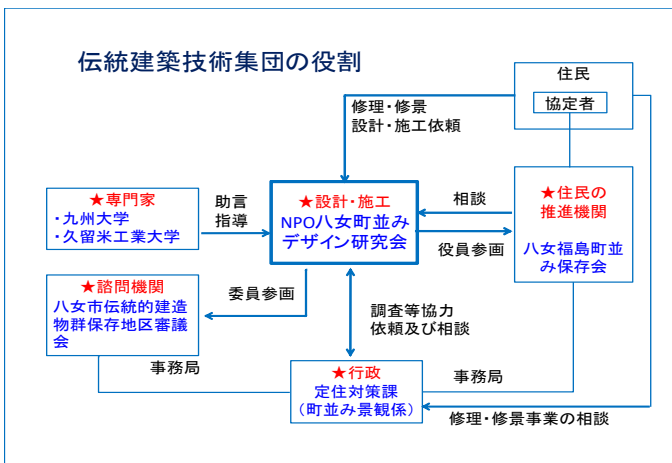 伝統建築技術集団の役割
住民
協定者
修理・修景
設計・施工依頼
★専門家
・九州大学
・久留米工業大学
助言
指導
★設計・施工
NPO八女町並み
デザイン研究会
相談
役員参画
★住民の
推進機関
八女福島町並
み保存会
★諮問機関
八女市伝統的建造
物群保存地区審議
会
委員参画
調査等協力
依頼及び相談
事務局
★行政
定住対策課
（町並み景観係）
事務局
修理・修景事業の相談